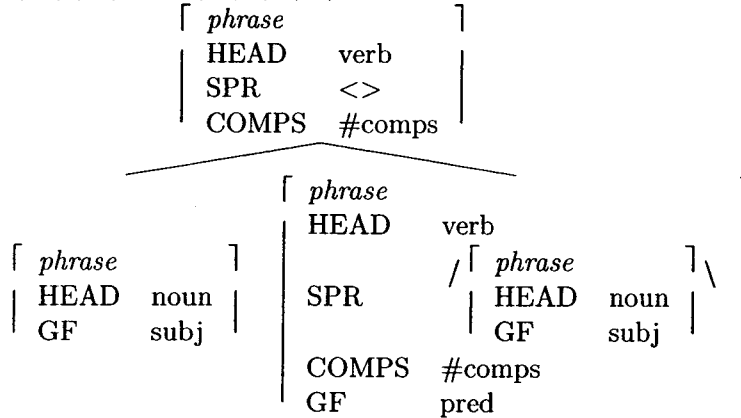 phrase
HEAD verb
SPR <>
COMPS #comps
phrase
HEAD verb
phrase
HEAD noun
GF subj
SPR
phrase
HEAD noun
GF subj
COMPS #comps
GF pred